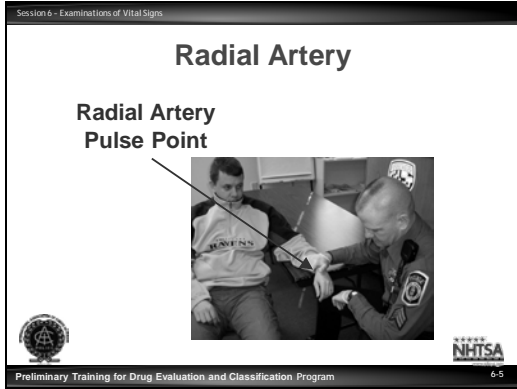 Session 6 - Examinations of Vital Signs
Radial Artery
Radial Artery
Pulse Point
RAVENS
NHTSA
Preliminary Training for Drug Evaluation and Classification Program
6-5